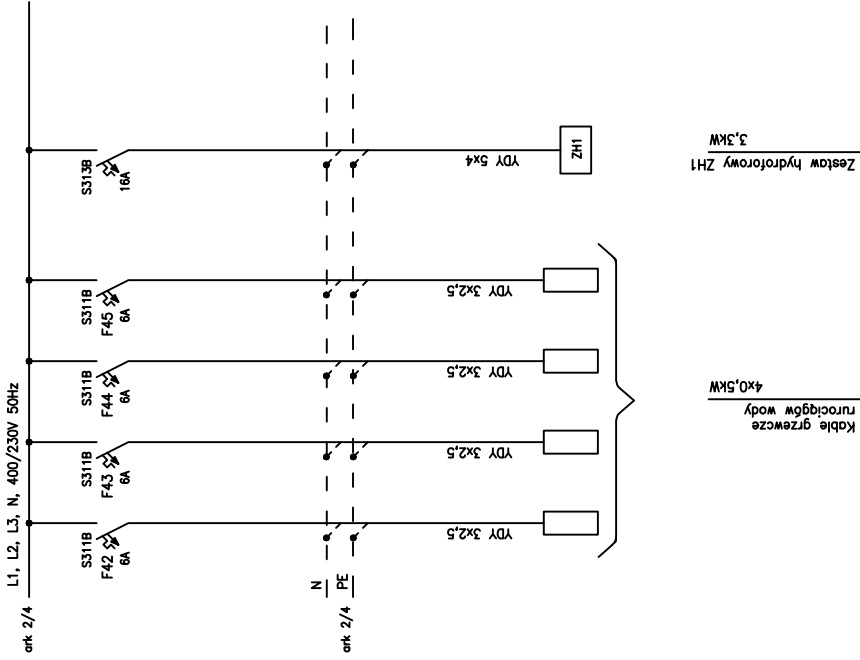 L1, L2, L3, N, 400/230V 50Hz
ark 2/4
S311B
F42
6A
S311B
F43
6A
S311B
F44
6A
S311B
F45
6A
S313B
16A
N
PE
ark 2/4
YDY 3x2,5
YDY 3x2,5
YDY 3x2,5
YDY 3x2,5
YDY 5x4
ZH1
Kable grzewcze
rurociągów wody
4x0,5kW
Zestaw hydroforowy ZH1
3,3kW